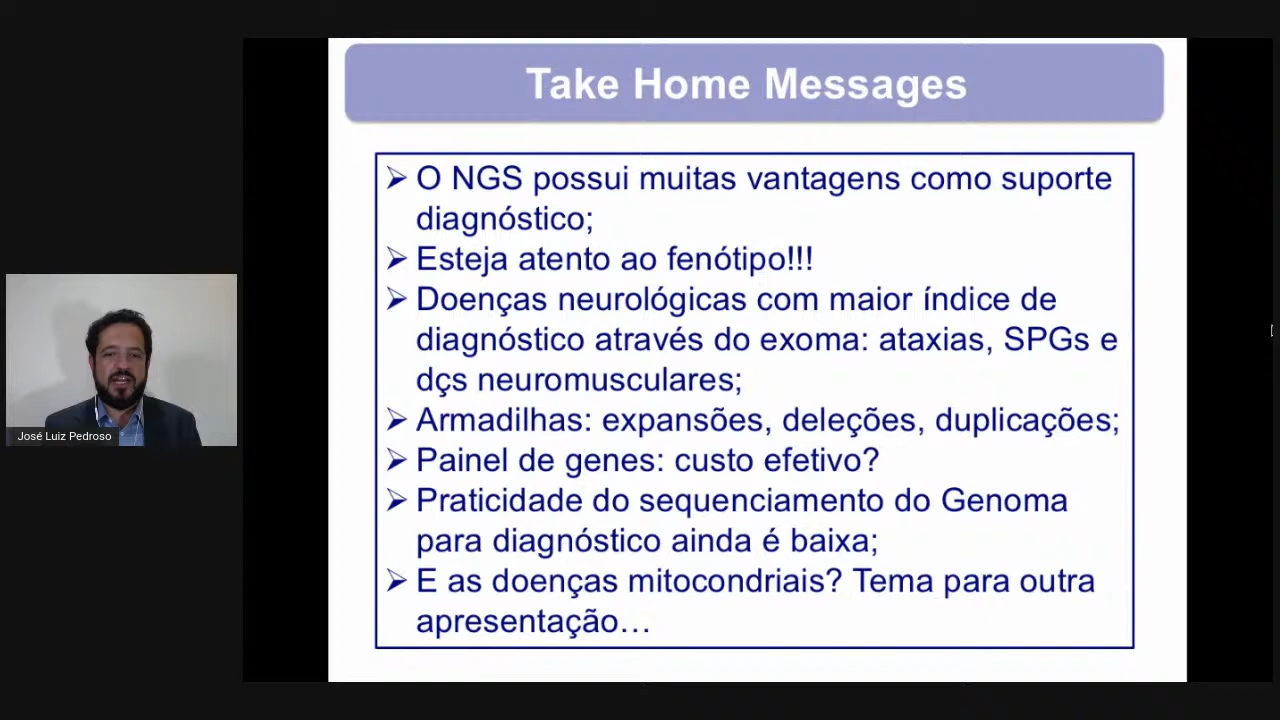 Take Home Messages
➢ O NGS possui muitas vantagens como suporte
diagnóstico;
➢ Esteja atento ao fenótipo!!!
➢ Doenças neurológicas com maior índice de
diagnóstico através do exoma: ataxias, SPGs e
dçs neuromusculares;
➢ Armadilhas: expansões, deleções, duplicações;
➢ Painel de genes: custo efetivo?
➢ Praticidade do sequenciamento do Genoma
para diagnóstico ainda é baixa;
➢ E as doenças mitocondriais? Tema para outra
apresentação…
José Luiz Pedroso